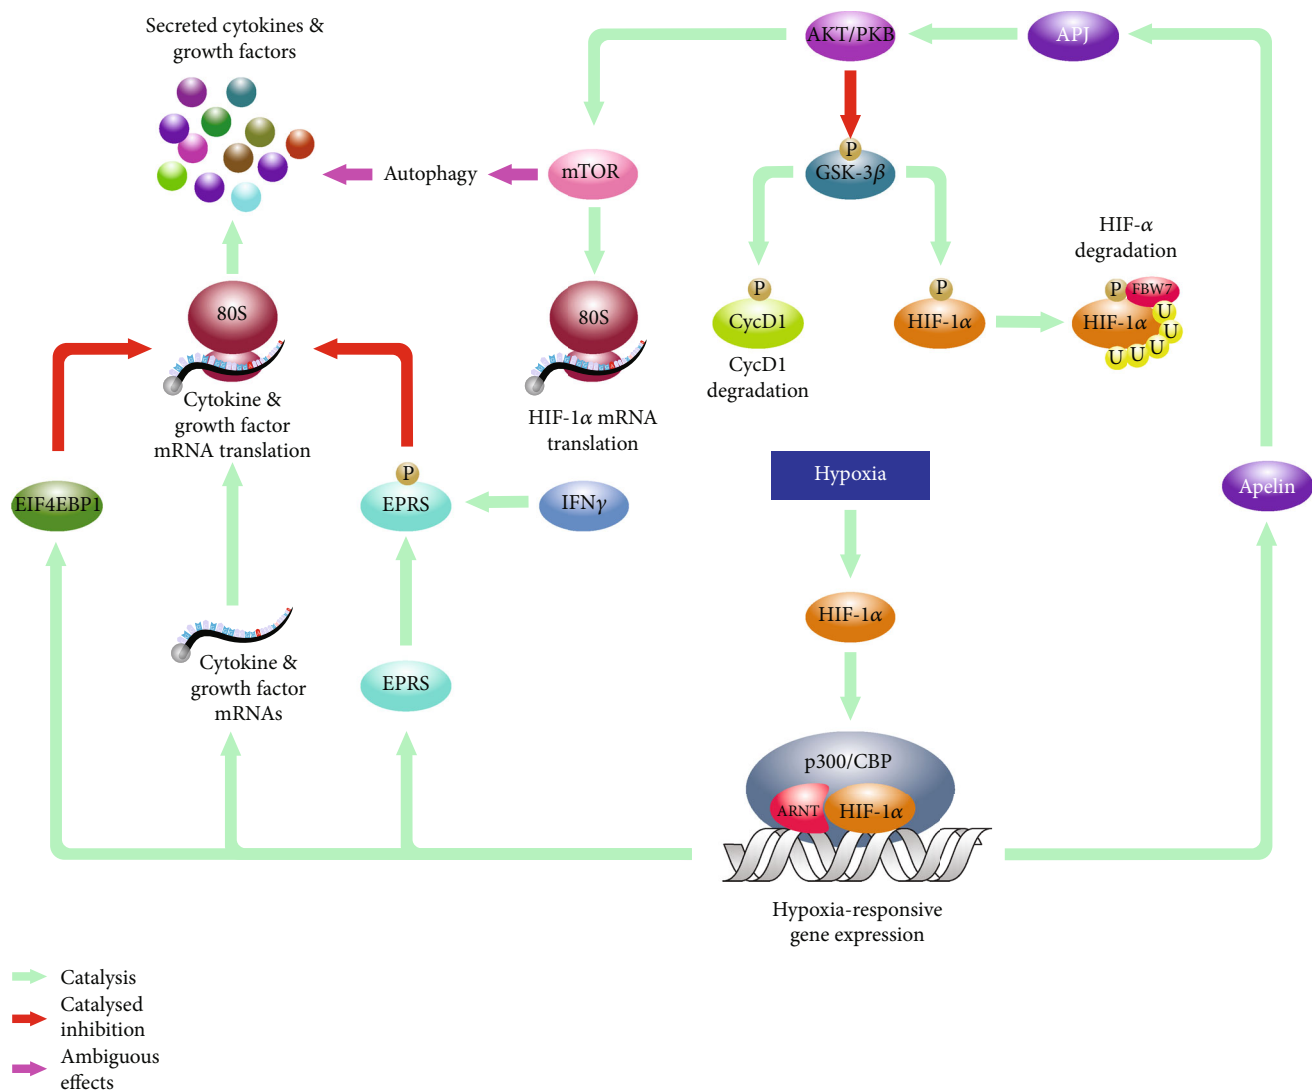 Secreted cytokines &
growth factors
AKT/PKB
APJ
P
GSK-3β
mTOR
Autophagy
HIF-α
degradation
80S
80S
P
CycD1
P
HIF-1α
P
FBW7
HIF-1α
U
U
U
U
U
U
CycD1
degradation
Cytokine &
growth factor
mRNA translation
HIF-1α mRNA
translation
Hypoxia
P
EIF4EBP1
EPRS
IFNγ
Apelin
HIF-1α
Cytokine &
growth factor
mRNAs
EPRS
p300/CBP
ARNT
HIF-1α
Hypoxia-responsive
gene expression
Catalysis
Catalysed
inhibition
Ambiguous
effects